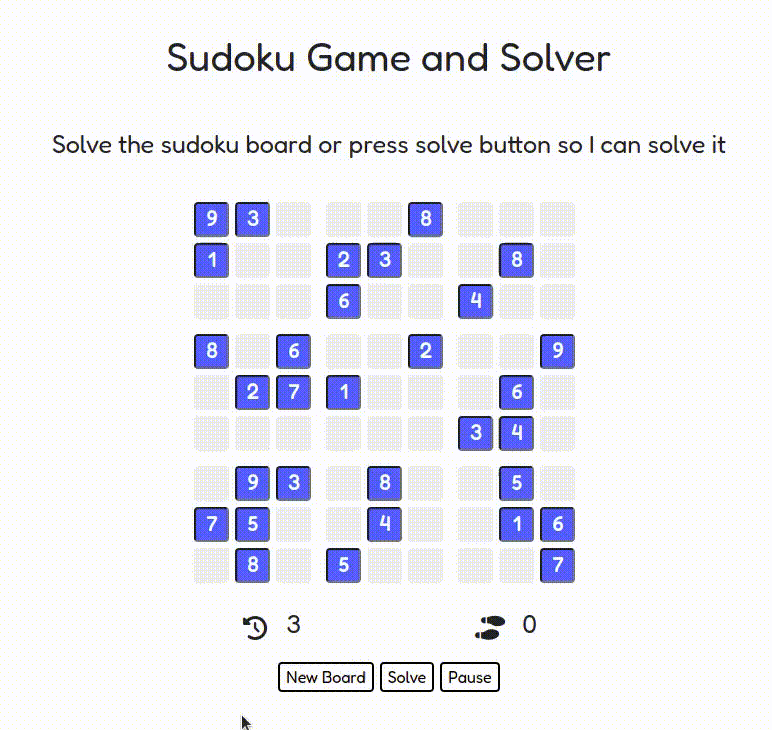 Sudoku Game and Solver
Solve the sudoku board or press solve button so I can solve it
9 3 8
1 2 3 8
6 4
8 6 2 9
2 7 1 6
3 4
9 3 8 5
7 5 4 1 6
8 5 7
3 0
New Board Solve Pause